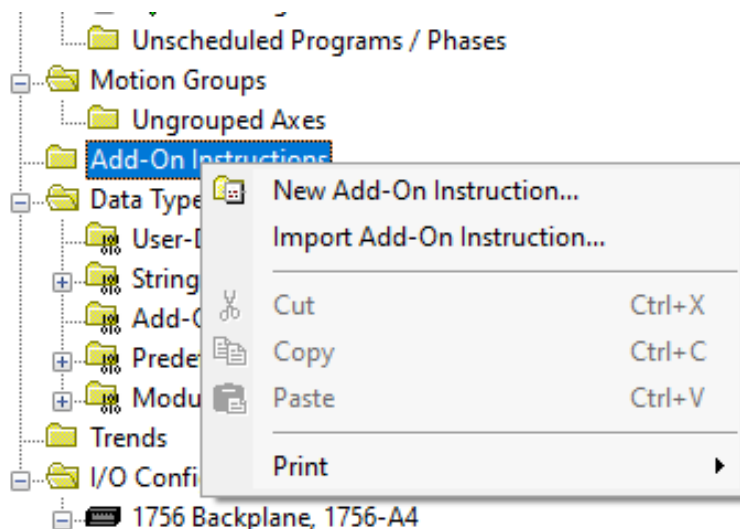 Unscheduled Programs / Phases
Motion Groups
Ungrouped Axes
Add-On Instructions
New Add-On Instruction...
Data Type
Import Add-On Instruction...
User-D
String
Cut Ctrl+X
Add-O
Copy Ctrl+C
Predef
Modu
Paste Ctrl+V
Trends
Print
I/O Confi
1756 Backplane, 1756-A4